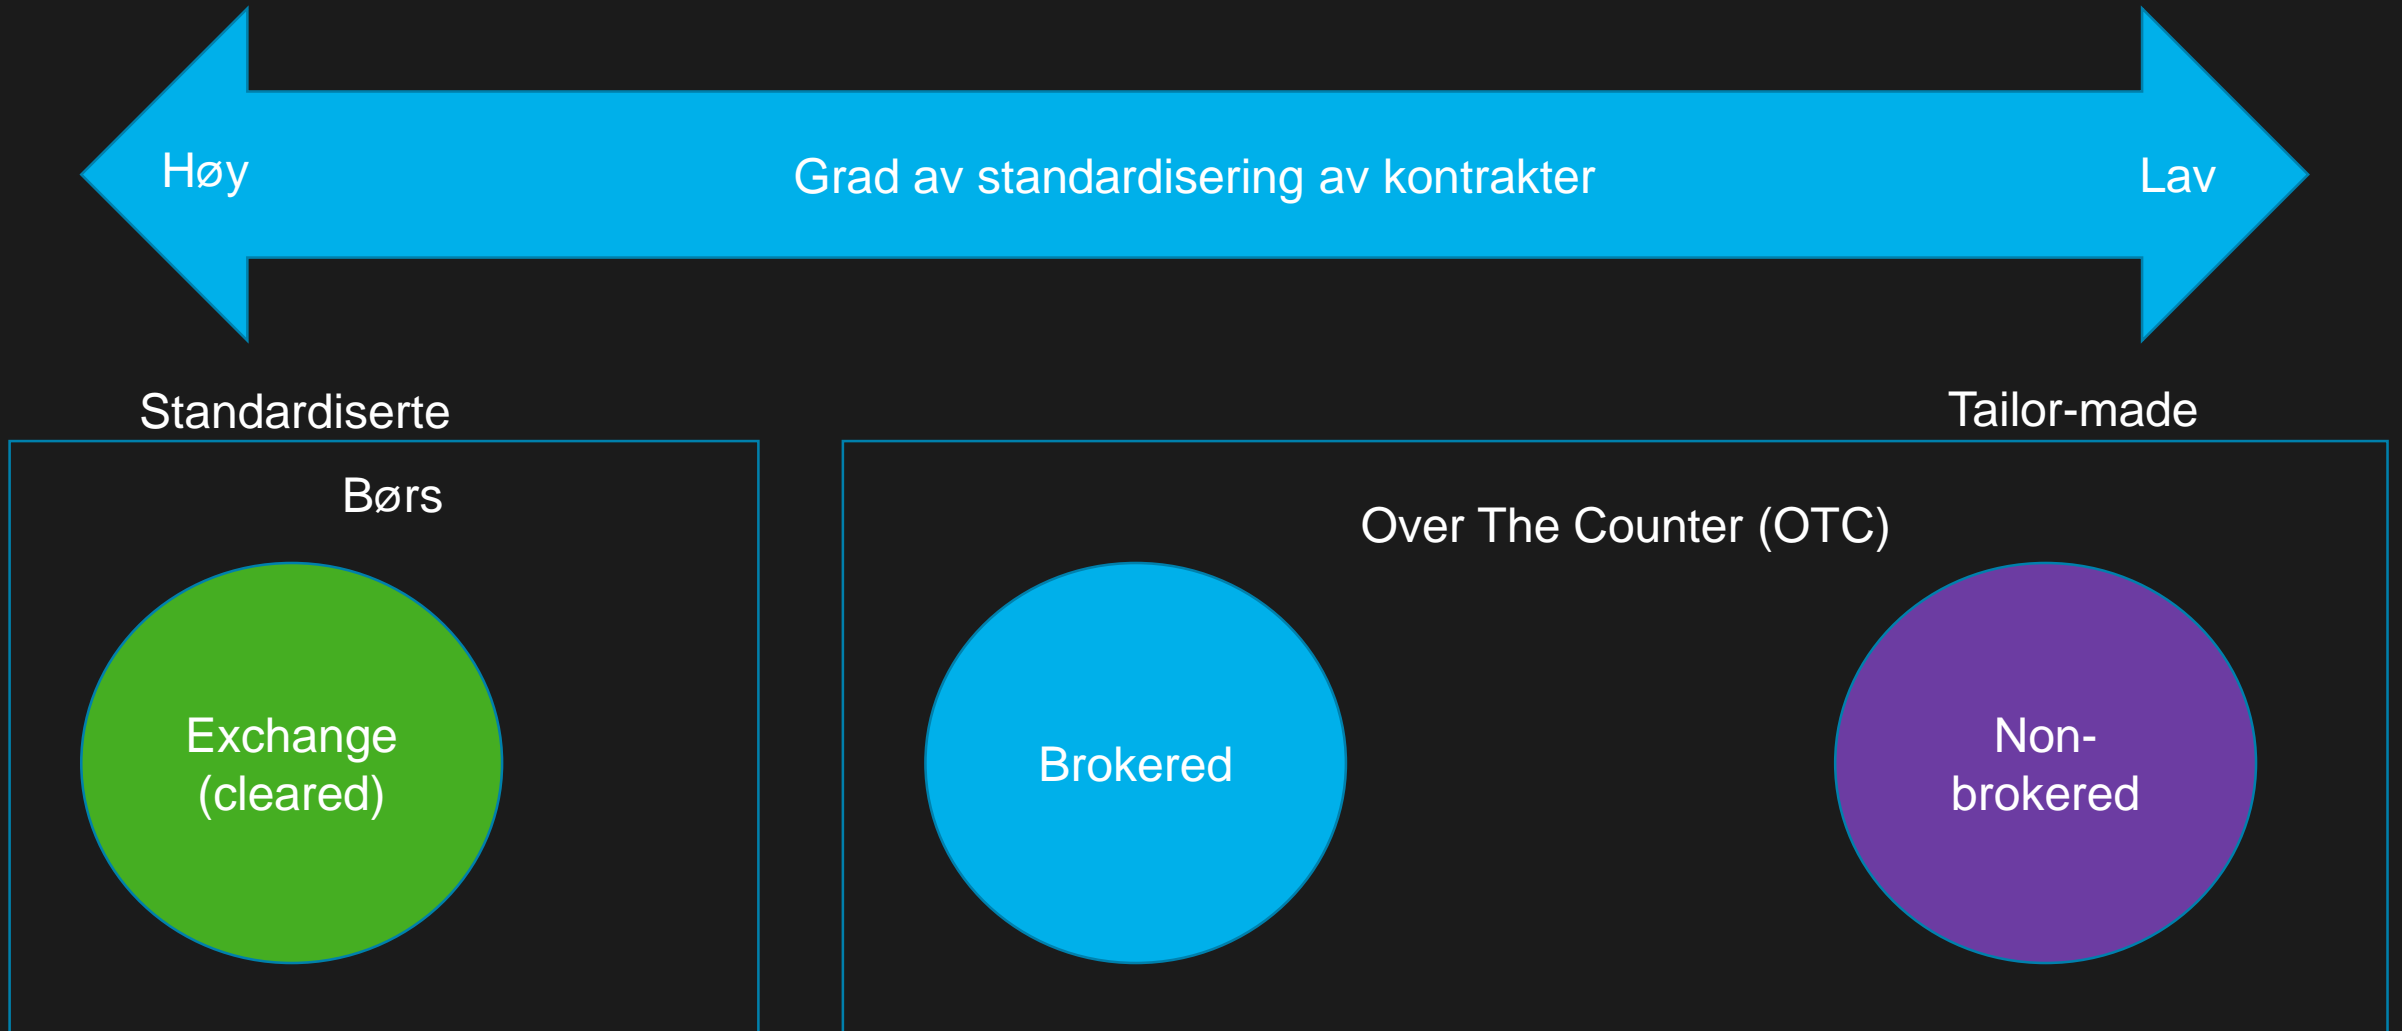 Høy
Grad av standardisering av kontrakter
Lav
Standardiserte
Tailor-made
Børs
Over The Counter (OTC)
Exchange
(cleared)
Brokered
Non-
brokered